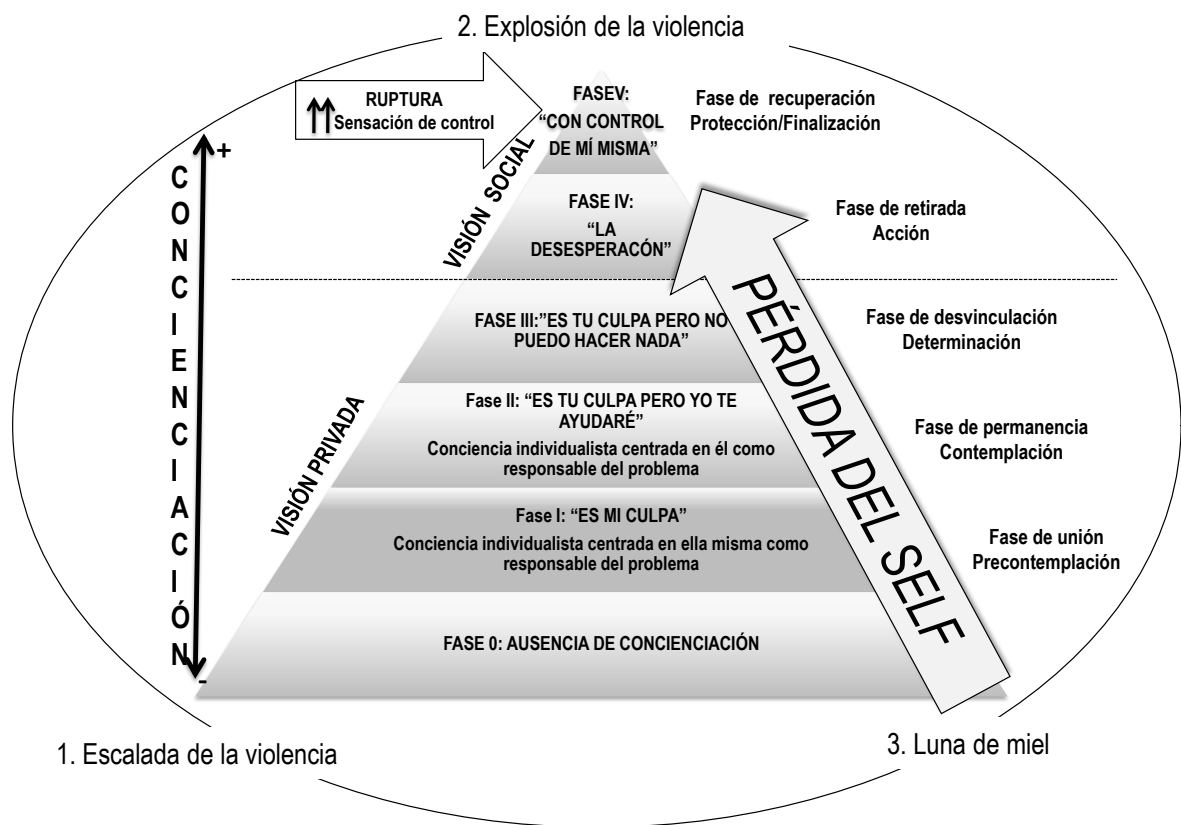 2. Explosión de la violencia
RUPTURA
Sensación de control
FASEV:
“CON CONTROL
DE MÍ MISMA”
Fase de recuperación
Protección/Finalización
+
CONCIENCIACIÓN
-
VISIÓN SOCIAL
FASE IV:
“LA
DESESPERACÓN”
Fase de retirada
Acción
FASE III:”ES TU CULPA PERO NO
PUEDO HACER NADA”
Fase de desvinculación
Determinación
VISIÓN PRIVADA
Fase II: “ES TU CULPA PERO YO TE
AYUDARÉ”
Conciencia individualista centrada en él como
responsable del problema
Fase de permanencia
Contemplación
PÉRDIDA DEL SELF
Fase I: “ES MI CULPA”
Conciencia individualista centrada en ella misma como
responsable del problema
Fase de unión
Precontemplación
FASE 0: AUSENCIA DE CONCIENCIACIÓN
1. Escalada de la violencia
3. Luna de miel